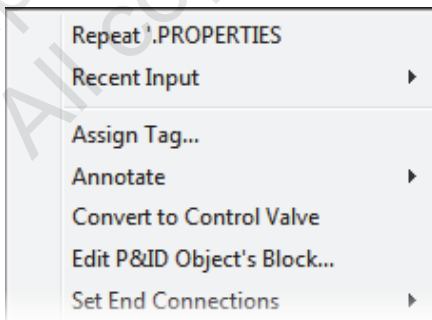 Repeat '.PROPERTIES
Recent Input
Assign Tag...
Annotate
Convert to Control Valve
Edit P&ID Object's Block...
Set End Connections